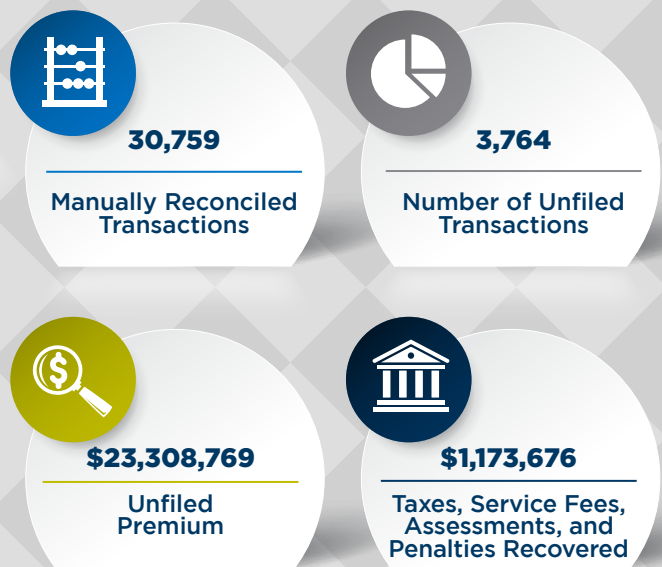 30,759
Manually Reconciled
Transactions
3,764
Number of Unfiled
Transactions
$
$23,308,769
Unfiled
Premium
$1,173,676
Taxes, Service Fees,
Assessments, and
Penalties Recovered